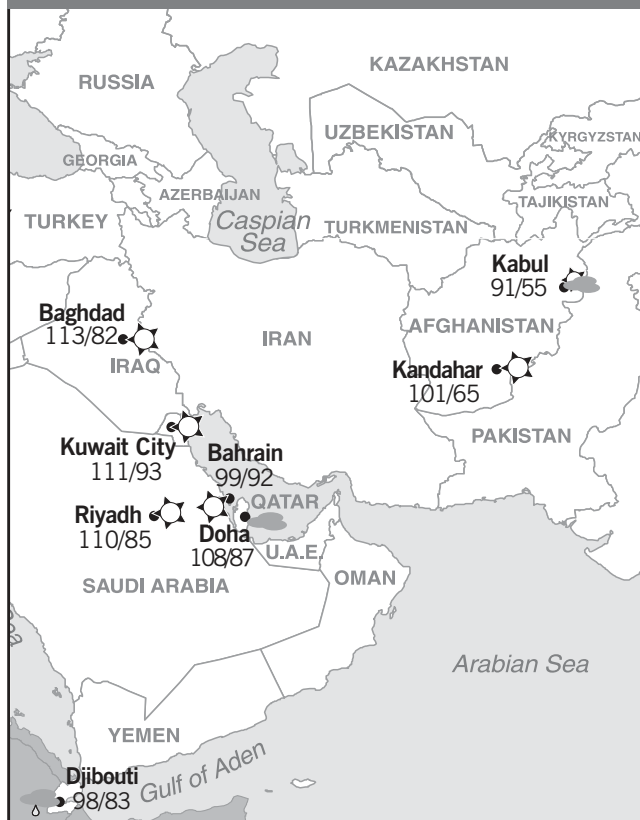 RUSSIA
KAZAKHSTAN
UZBEKISTAN
KYRGYZSTAN
GEORGIA
AZERBAIJAN
TAJIKISTAN
TURKEY
Caspian
Sea
TURKMENISTAN
Kabul
91/55
Baghdad
113/82
IRAN
AFGHANISTAN
IRAQ
Kandahar
101/65
Kuwait City
111/93
PAKISTAN
Bahrain
99/92
QATAR
Riyadh
110/85
Doha
108/87
U.A.E.
SAUDI ARABIA
OMAN
Arabian Sea
YEMEN
Gulf of Aden
Djibouti
98/83